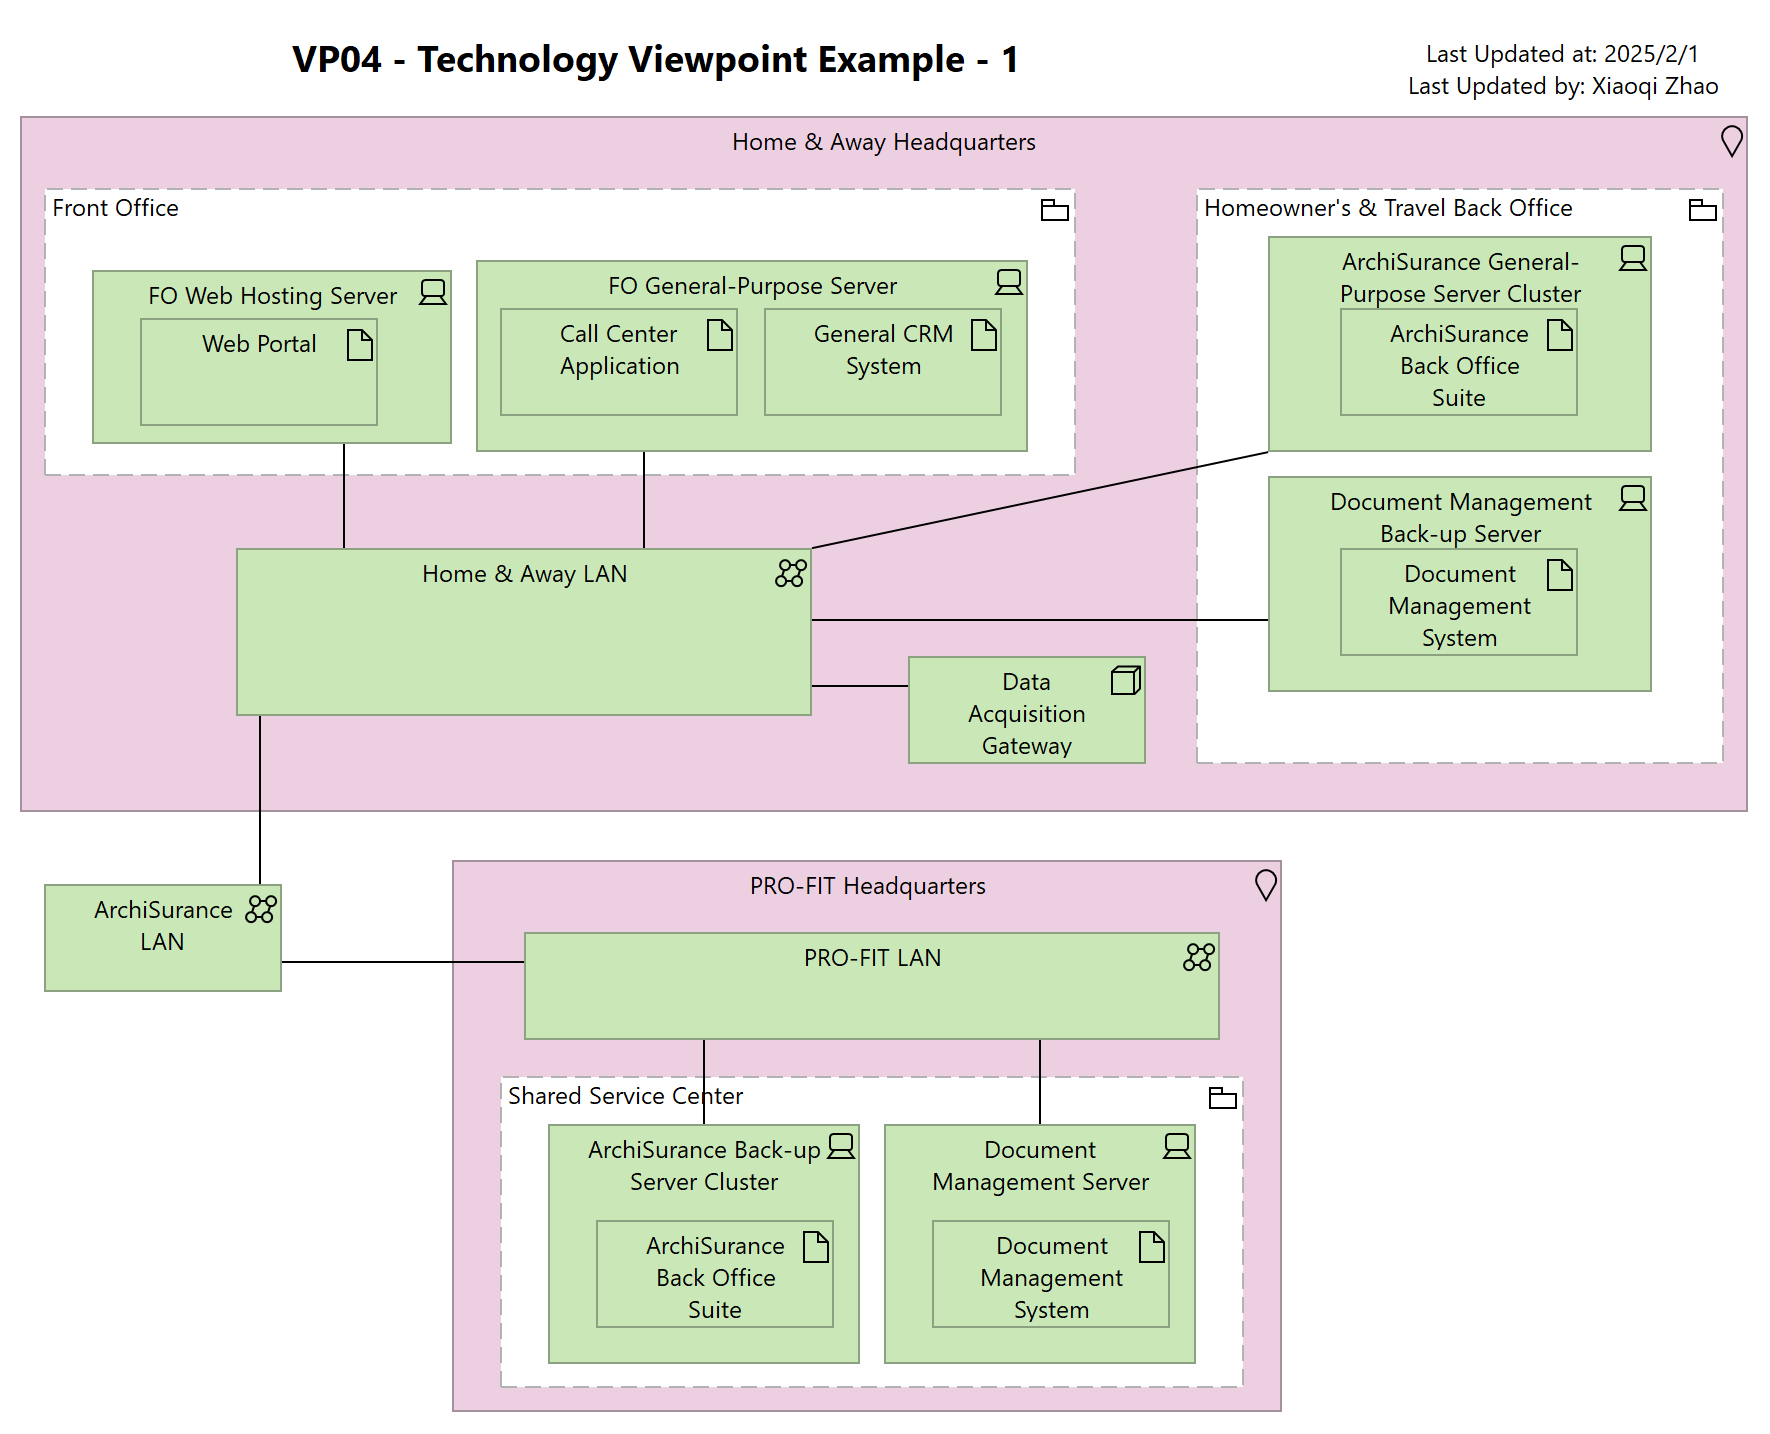 VP04 - Technology Viewpoint Example - 1
Last Updated at: 2025/2/1
Last Updated by: Xiaoqi Zhao
Home & Away Headquarters
Front Office
FO Web Hosting Server
Web Portal
FO General-Purpose Server
Call Center
Application
General CRM
System
Homeowner's & Travel Back Office
ArchiSurance General-
Purpose Server Cluster
ArchiSurance
Back Office
Suite
Document Management
Back-up Server
Document
Management
System
Home & Away LAN
Data
Acquisition
Gateway
ArchiSurance
LAN
PRO-FIT Headquarters
PRO-FIT LAN
Shared Service Center
ArchiSurance Back-up
Server Cluster
ArchiSurance
Back Office
Suite
Document
Management Server
Document
Management
System